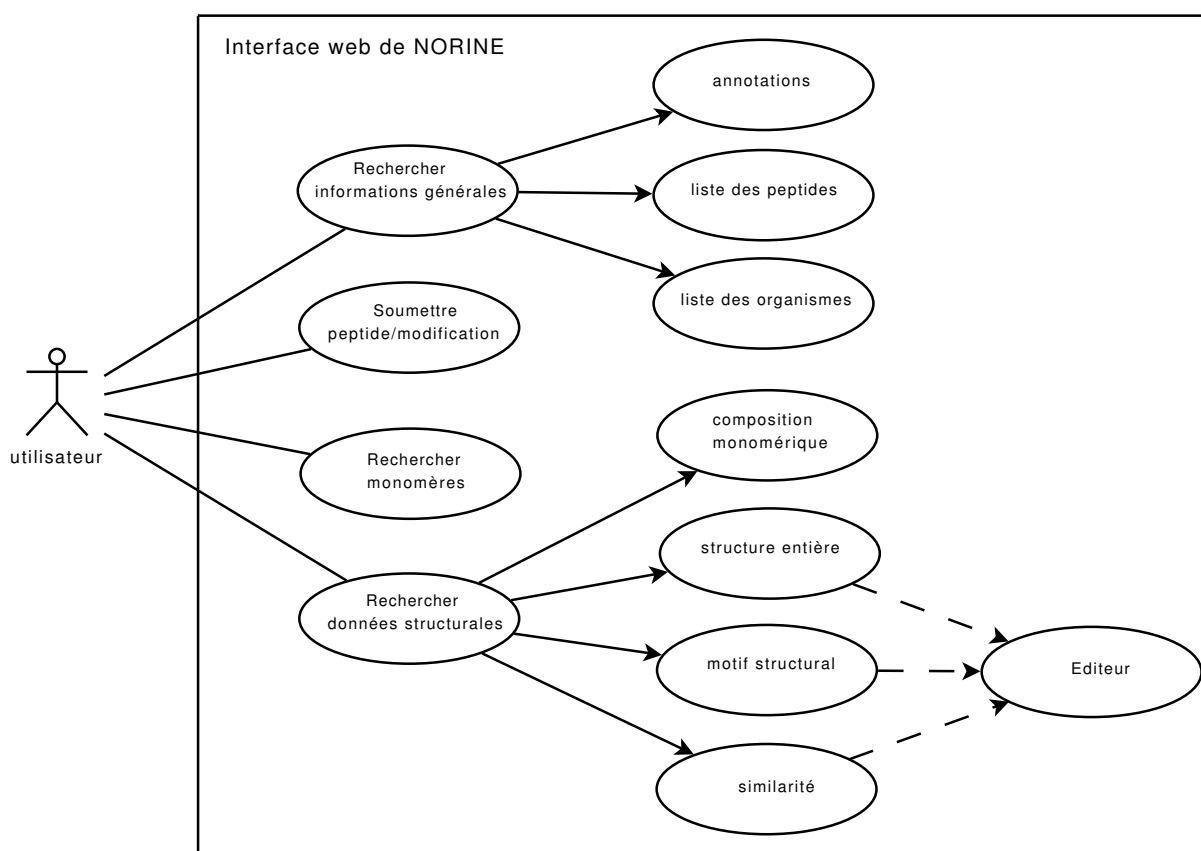 Interface web de NORINE
annotations
Rechercher
informations générales
liste des peptides
liste des organismes
Soumettre
peptide/modification
utilisateur
Rechercher
monomères
composition
monomérique
structure entière
Rechercher
données structurales
motif structural
Editeur
similarité